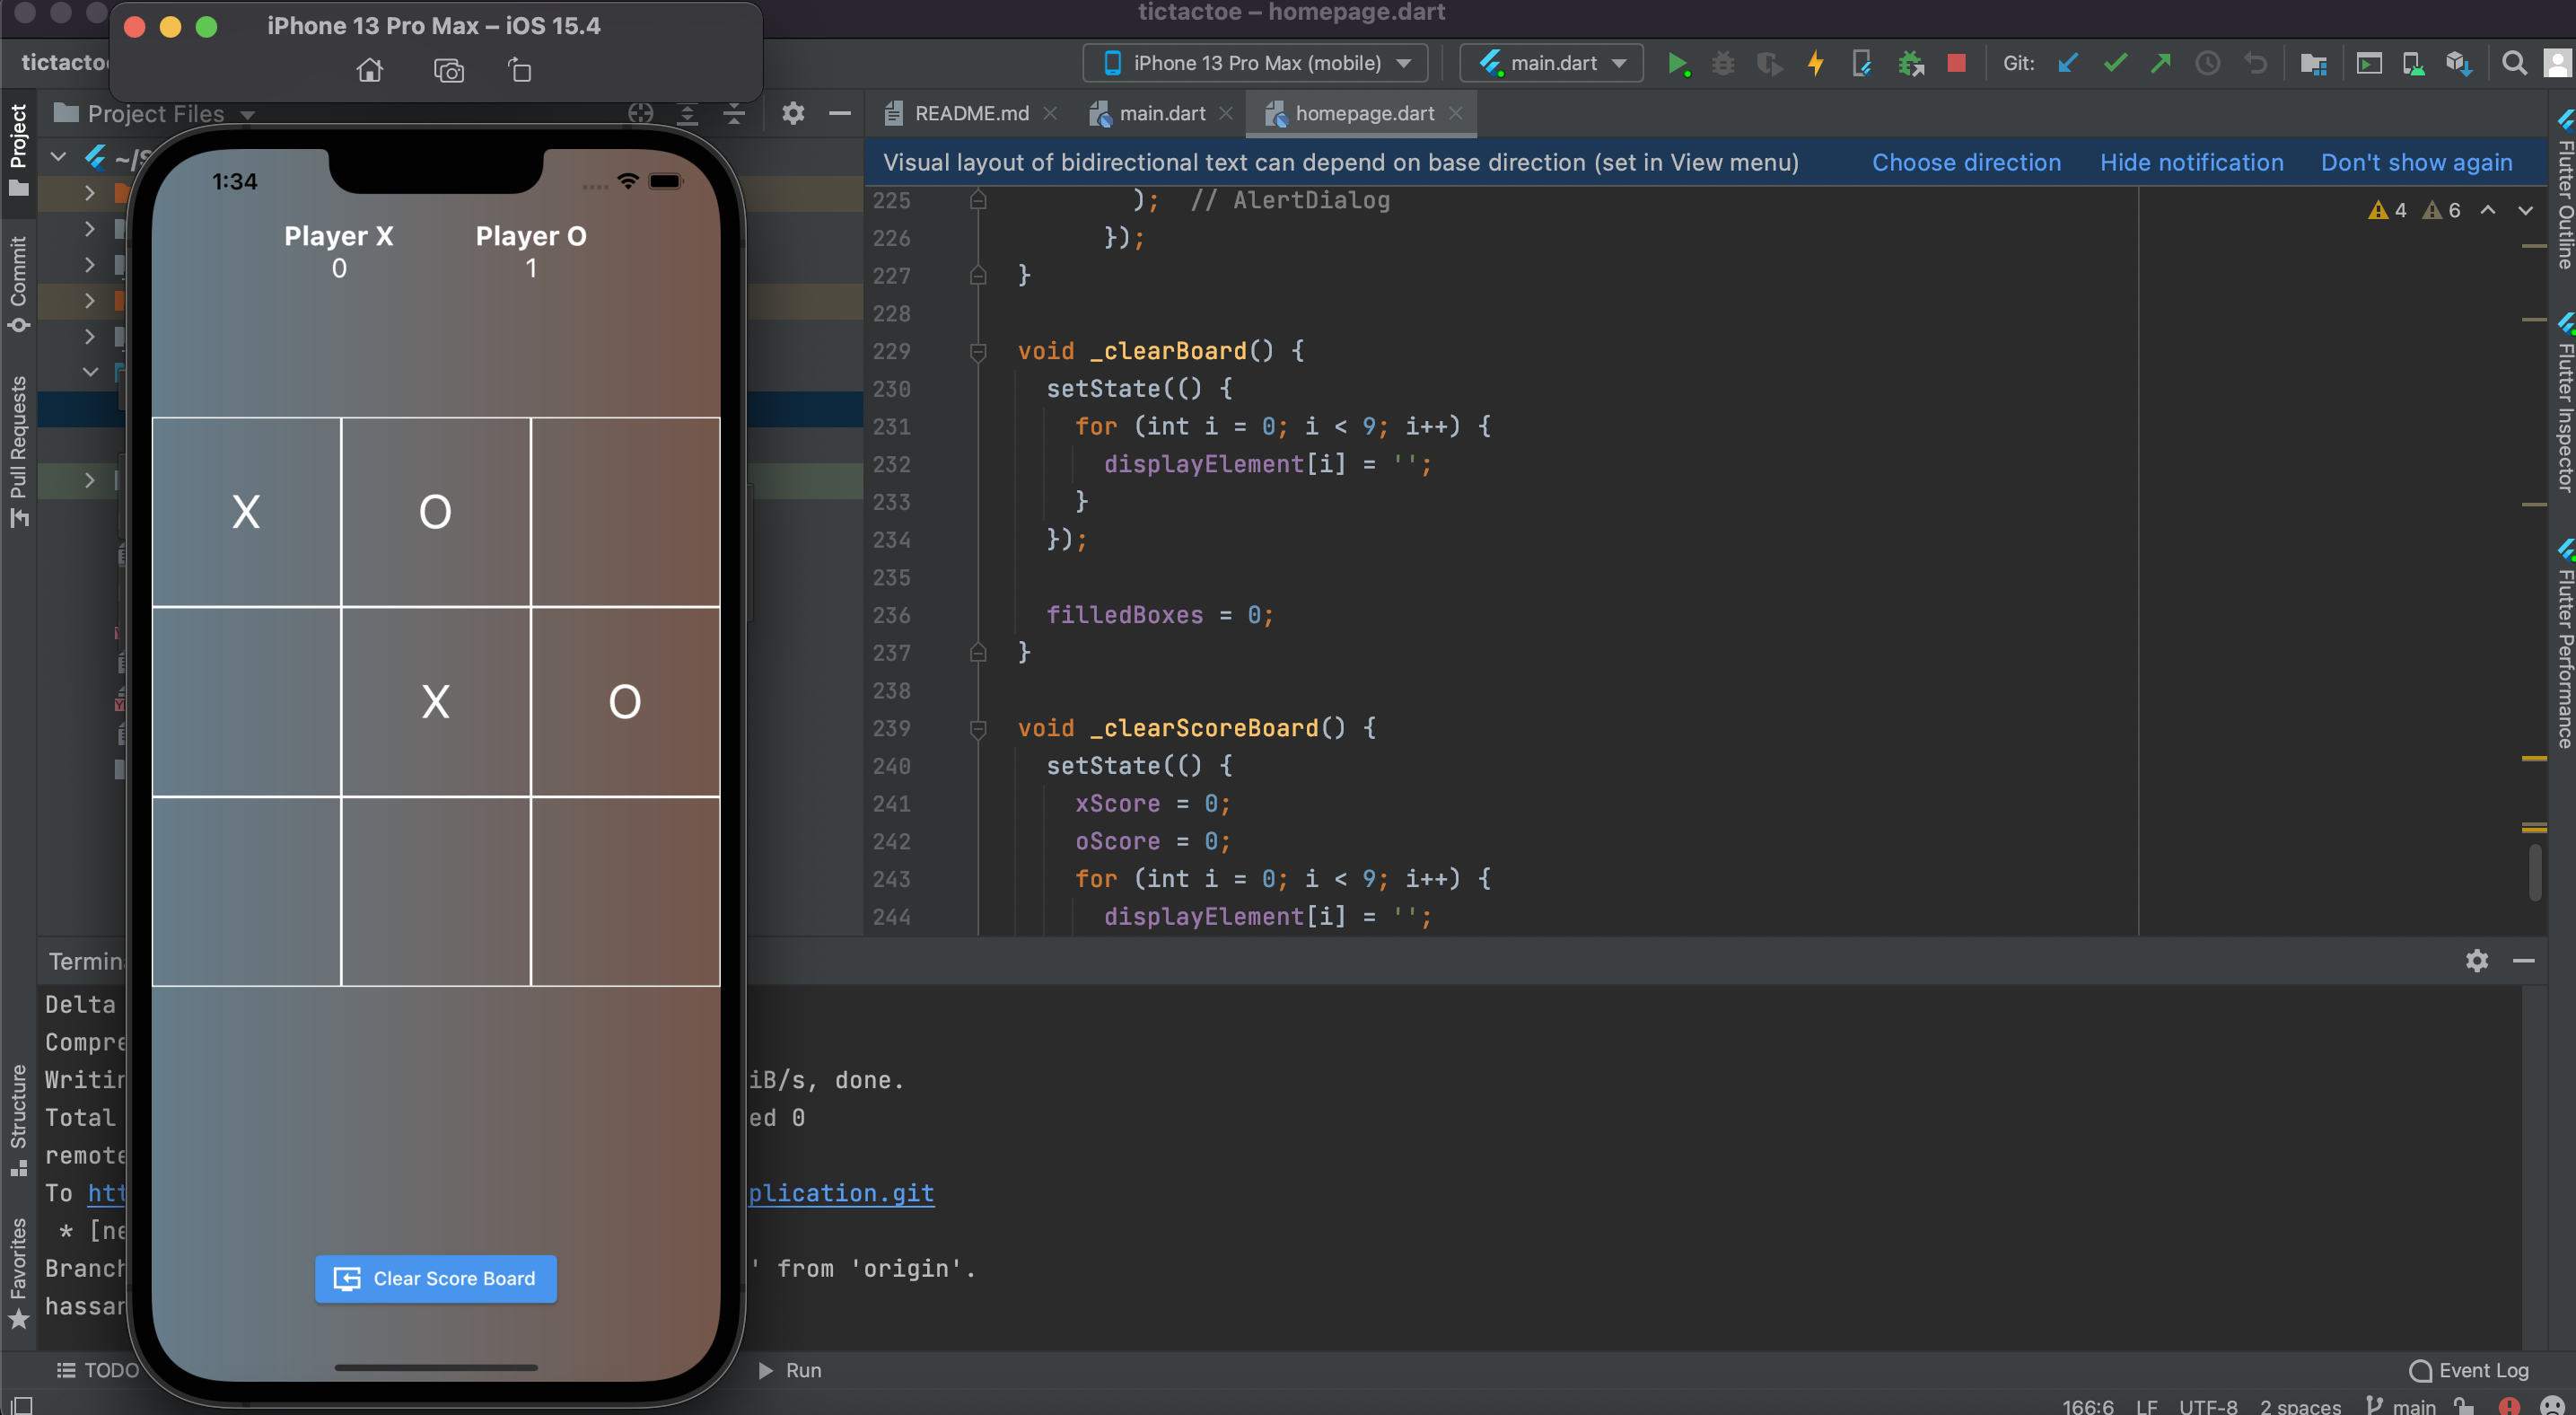 tictactoe – homepage.dart
iPhone 13 Pro Max – iOS 15.4
iPhone 13 Pro Max (mobile)
main.dart
Git:
Project Files
README.md
main.dart
homepage.dart
Visual layout of bidirectional text can depend on base direction (set in View menu)
Choose direction
Hide notification
Don't show again
Project
Commit
Pull Requests
Structure
Favorites
Flutter Outline
Flutter Inspector
Flutter Performance
1:34
Player X
Player O
0
1
X
O
X
O
Clear Score Board
4
6
225 ); // AlertDialog
226 });
227 }
228
229 void _clearBoard() {
230 setState(() {
231 for (int i = 0; i < 9; i++) {
232 displayElement[i] = '';
233 }
234 });
235
236 filledBoxes = 0;
237 }
238
239 void _clearScoreBoard() {
240 setState(() {
241 xScore = 0;
242 oScore = 0;
243 for (int i = 0; i < 9; i++) {
244 displayElement[i] = '';
Delta
iB/s, done.
Total
ed 0
To htt
plication.git
* [ne
' from 'origin'.
TODO
Run
Event Log
166:6
LF
UTF-8
2 spaces
main